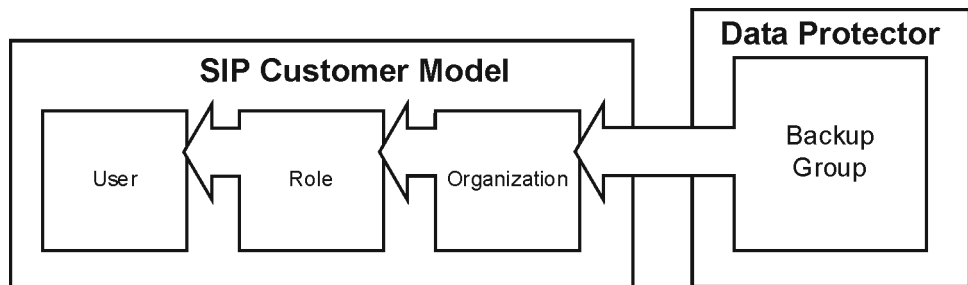 Data Protector
SIP Customer Model
User
Role
Organization
Backup
Group